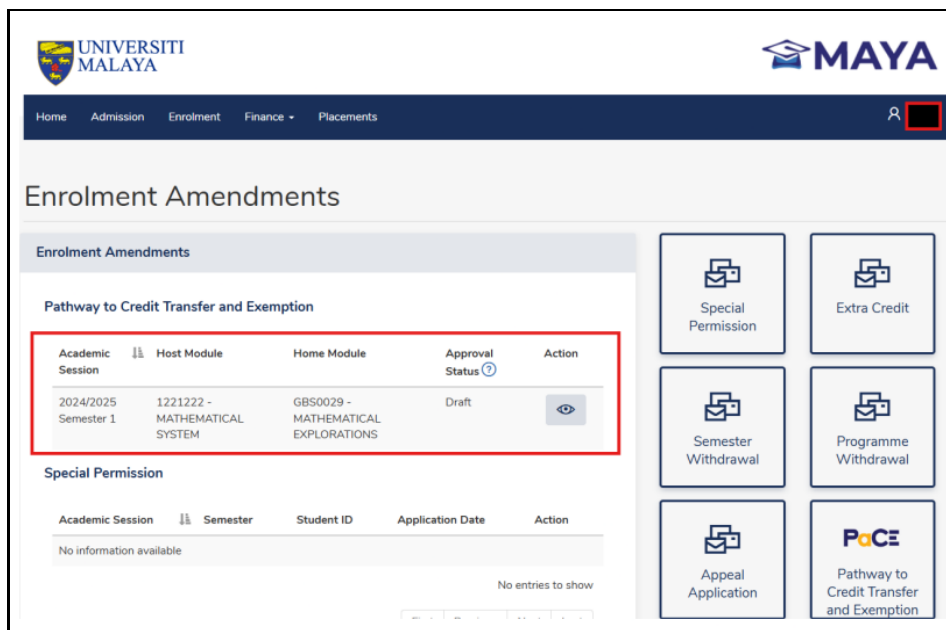 UNIVERSITI
MALAYA
MAYA
Home Admission Enrolment Finance Placements
Enrolment Amendments
Enrolment Amendments
Pathway to Credit Transfer and Exemption
Academic Session Host Module Home Module Approval Status ? Action
2024/2025 Semester 1 1221222 - MATHEMATICAL SYSTEM GBS0029 - MATHEMATICAL EXPLORATIONS Draft
Special Permission
Academic Session Semester Student ID Application Date Action
No information available
No entries to show
Special
Permission
Extra Credit
Semester
Withdrawal
Programme
Withdrawal
Appeal
Application
PaCE
Pathway to
Credit Transfer
and Exemption